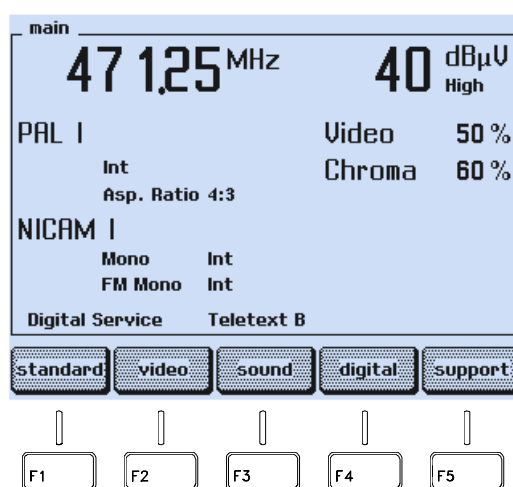 main
471.25 MHz 40 dBµV
High
PAL I Video 50 %
Int Chroma 60 %
Asp. Ratio 4:3
NICAM I
Mono Int
FM Mono Int
Digital Service Teletext B
standard video sound digital support
F1 F2 F3 F4 F5